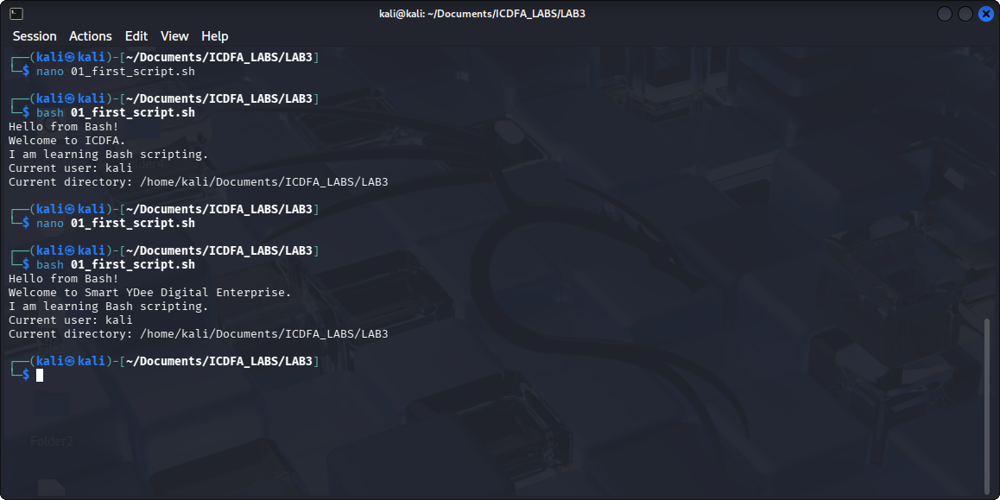 kali@kali: ~/Documents/ICDFA_LABS/LAB3
Session Actions Edit View Help
┌──(kali㉿kali)-[~/Documents/ICDFA_LABS/LAB3]
└─$ nano 01_first_script.sh
┌──(kali㉿kali)-[~/Documents/ICDFA_LABS/LAB3]
└─$ bash 01_first_script.sh
Hello from Bash!
Welcome to ICDFA.
I am learning Bash scripting.
Current user: kali
Current directory: /home/kali/Documents/ICDFA_LABS/LAB3
┌──(kali㉿kali)-[~/Documents/ICDFA_LABS/LAB3]
└─$ nano 01_first_script.sh
┌──(kali㉿kali)-[~/Documents/ICDFA_LABS/LAB3]
└─$ bash 01_first_script.sh
Hello from Bash!
Welcome to Smart YDee Digital Enterprise.
I am learning Bash scripting.
Current user: kali
Current directory: /home/kali/Documents/ICDFA_LABS/LAB3
┌──(kali㉿kali)-[~/Documents/ICDFA_LABS/LAB3]
└─$
Folder2